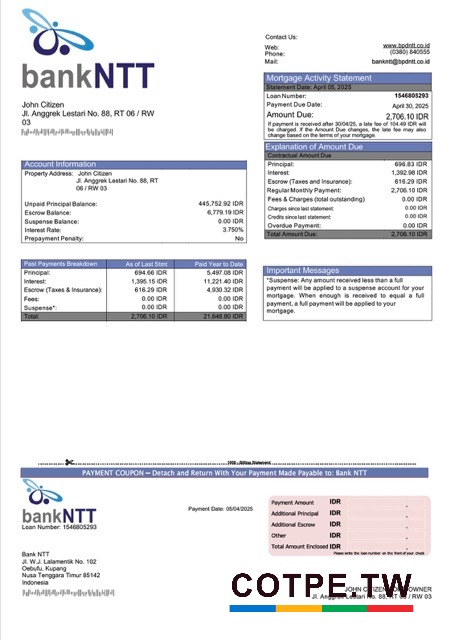 bankNTT
Contact Us:
Web: www.bpdntt.co.id
Phone: (0380) 840555
Mail: bankntt@bpdntt.co.id
John Citizen
Jl. Anggrek Lestari No. 88, RT 06 / RW
03
Mortgage Activity Statement
Statement Date: April 05, 2025
Loan Number: 1546805293
Payment Due Date: April 30, 2025
Amount Due: 2,706.10 IDR
If payment is received after 30/04/25, a late fee of 104.49 IDR will
be charged. If the Amount Due changes, the late fee may also
change based on terms of your mortgage.
Explanation of Amount Due
Contractual Amount Due
Principal: 696.83 IDR
Interest: 1,392.98 IDR
Escrow (Taxes and Insurance): 616.29 IDR
Regular Monthly Payment: 2,706.10 IDR
Fees & Charges (total outstanding) 0.00 IDR
Charges since last statement: 0.00 IDR
Credits since last statement: 0.00 IDR
Overdue Payment: 0.00 IDR
Total Amount Due: 2,706.10 IDR
Account Information
Property Address: John Citizen
Jl. Anggrek Lestari No. 88, RT
06 / RW 03
Unpaid Principal Balance: 445,752.92 IDR
Escrow Balance: 6,779.19 IDR
Suspense Balance: 0.00 IDR
Interest Rate: 3.750%
Prepayment Penalty: No
Past Payments Breakdown As of Last Stmt Paid Year to Date
Principal: 694.66 IDR 5,497.08 IDR
Interest: 1,395.15 IDR 11,221.40 IDR
Escrow (Taxes & Insurance): 616.29 IDR 4,930.32 IDR
Fees: 0.00 IDR 0.00 IDR
Suspense*: 0.00 IDR 0.00 IDR
Total: 2,706.10 IDR 21,648.80 IDR
Important Messages
*Suspense: Any amount received less than a full
payment will be applied to a suspense account for your
mortgage. When enough is received to equal a full
payment, a full payment will be applied to your
mortgage.
Billing Statement
PAYMENT COUPON – Detach and Return With Your Payment Made Payable to: Bank NTT
bankNTT
Loan Number: 1546805293
Payment Date: 05/04/2025
Payment Amount IDR
Additional Principal IDR
Additional Escrow IDR
Other IDR
Total Amount Enclosed IDR
Please write the loan number on the front of your check
Bank NTT
Jl. W.J. Lalamentik No. 102
Oebufu, Kupang
Nusa Tenggara Timur 85142
Indonesia
COTPE.TW